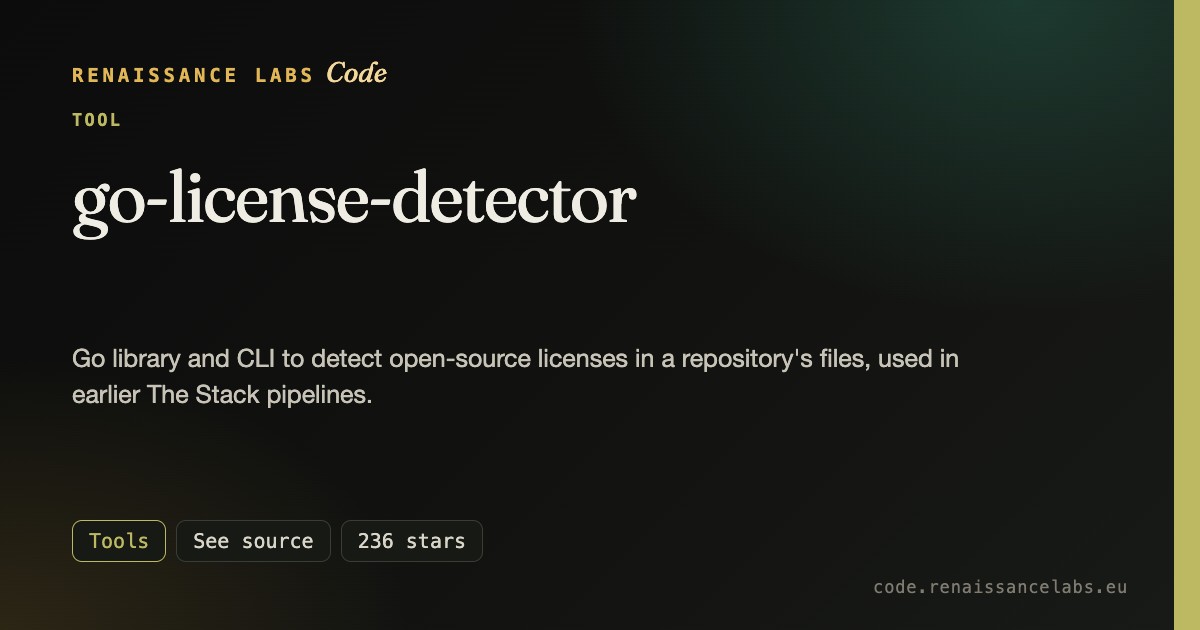 RENAISSANCE LABS Code
TOOL
go-license-detector
Go library and CLI to detect open-source licenses in a repository's files, used in
earlier The Stack pipelines.
Tools See source 236 stars
code.renaissancelabs.eu